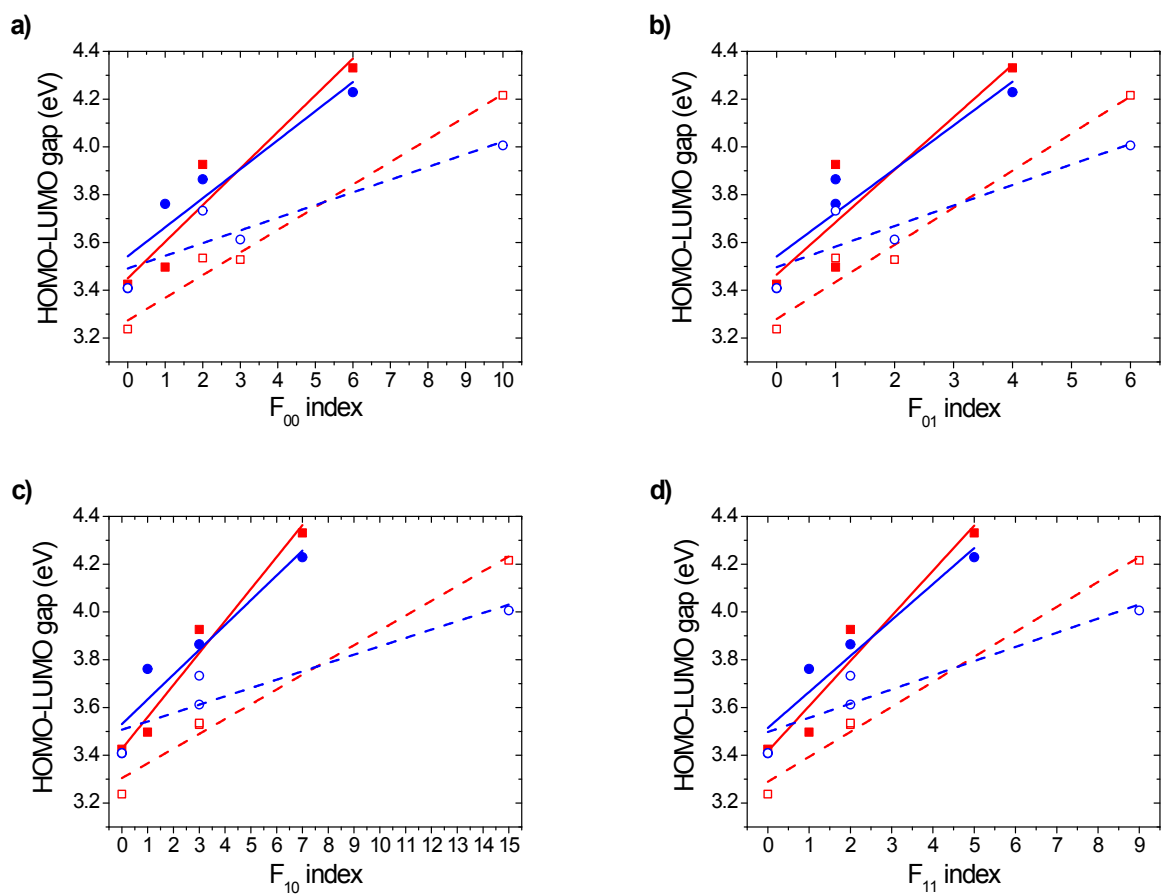 a)
4.4
4.2
4.0
3.8
3.6
3.4
3.2
HOMO-LUMO gap (eV)
0 1 2 3 4 5 6 7 8 9 10
F00 index
b)
4.4
4.2
4.0
3.8
3.6
3.4
3.2
HOMO-LUMO gap (eV)
0 1 2 3 4 5 6
F01 index
c)
4.4
4.2
4.0
3.8
3.6
3.4
3.2
HOMO-LUMO gap (eV)
0 1 2 3 4 5 6 7 8 9 10 11 12 13 14 15
F10 index
d)
4.4
4.2
4.0
3.8
3.6
3.4
3.2
HOMO-LUMO gap (eV)
0 1 2 3 4 5 6 7 8 9
F11 index